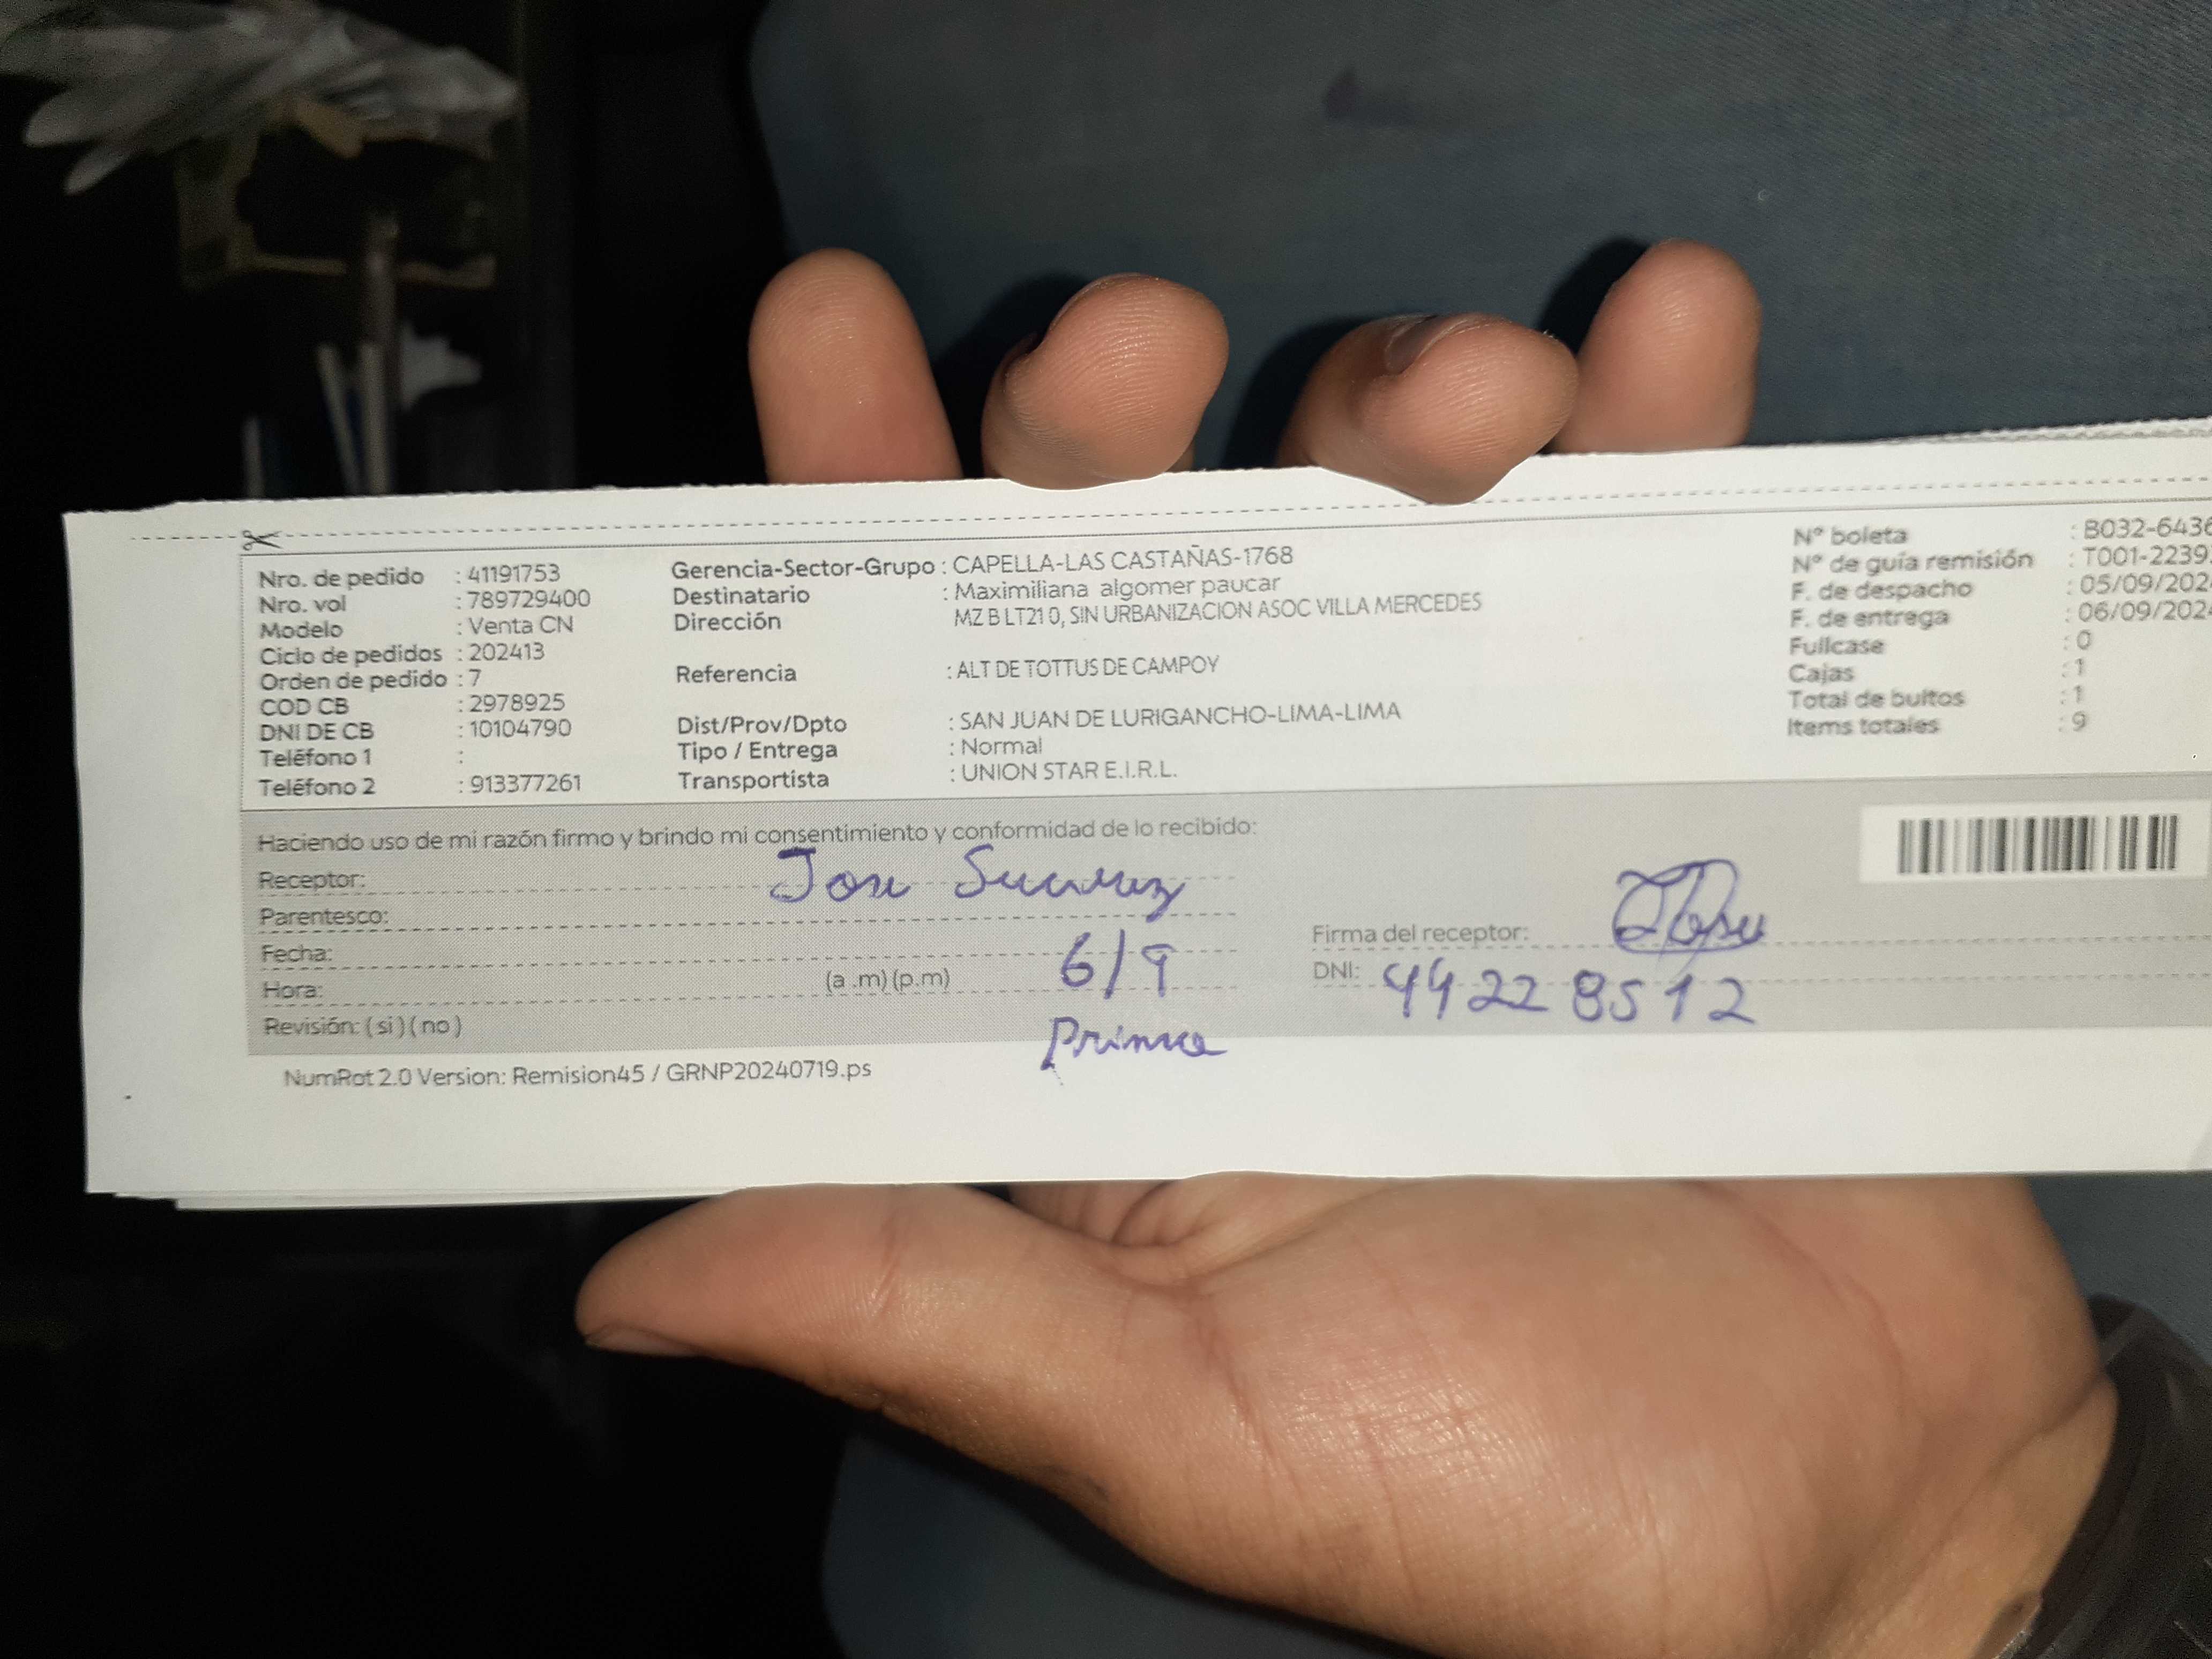 Nro. de pedido : 41191753
Nro. vol : 789729400
Modelo : Venta CN
Ciclo de pedidos : 202413
Orden de pedido : 7
COD CB : 2978925
DNI DE CB : 10104790
Teléfono 1 :
Teléfono 2 : 913377261
Gerencia-Sector-Grupo : CAPELLA-LAS CASTAÑAS-1768
Destinatario : Maximiliana algomer paucar
Dirección MZ B LT21 0, SIN URBANIZACION ASOC VILLA MERCEDES
Referencia : ALT DE TOTTUS DE CAMPOY
Dist/Prov/Dpto : SAN JUAN DE LURIGANCHO-LIMA-LIMA
Tipo / Entrega : Normal
Transportista : UNION STAR E.I.R.L.
Nº boleta : B032-6436
Nº de guía remisión : T001-2239
F. de despacho : 05/09/202
F. de entrega : 06/09/202
Fullcase : 0
Cajas : 1
Total de bultos : 1
Items totales : 9
Haciendo uso de mi razón firmo y brindo mi consentimiento y conformidad de lo recibido:
Receptor: Jose Suarez
Parentesco:
Fecha: 6/9
Hora: (a .m) (p.m)
Revisión: ( si ) ( no )
Firma del receptor:
DNI: 44228512
NumRot 2.0 Version: Remision45 / GRNP20240719.ps